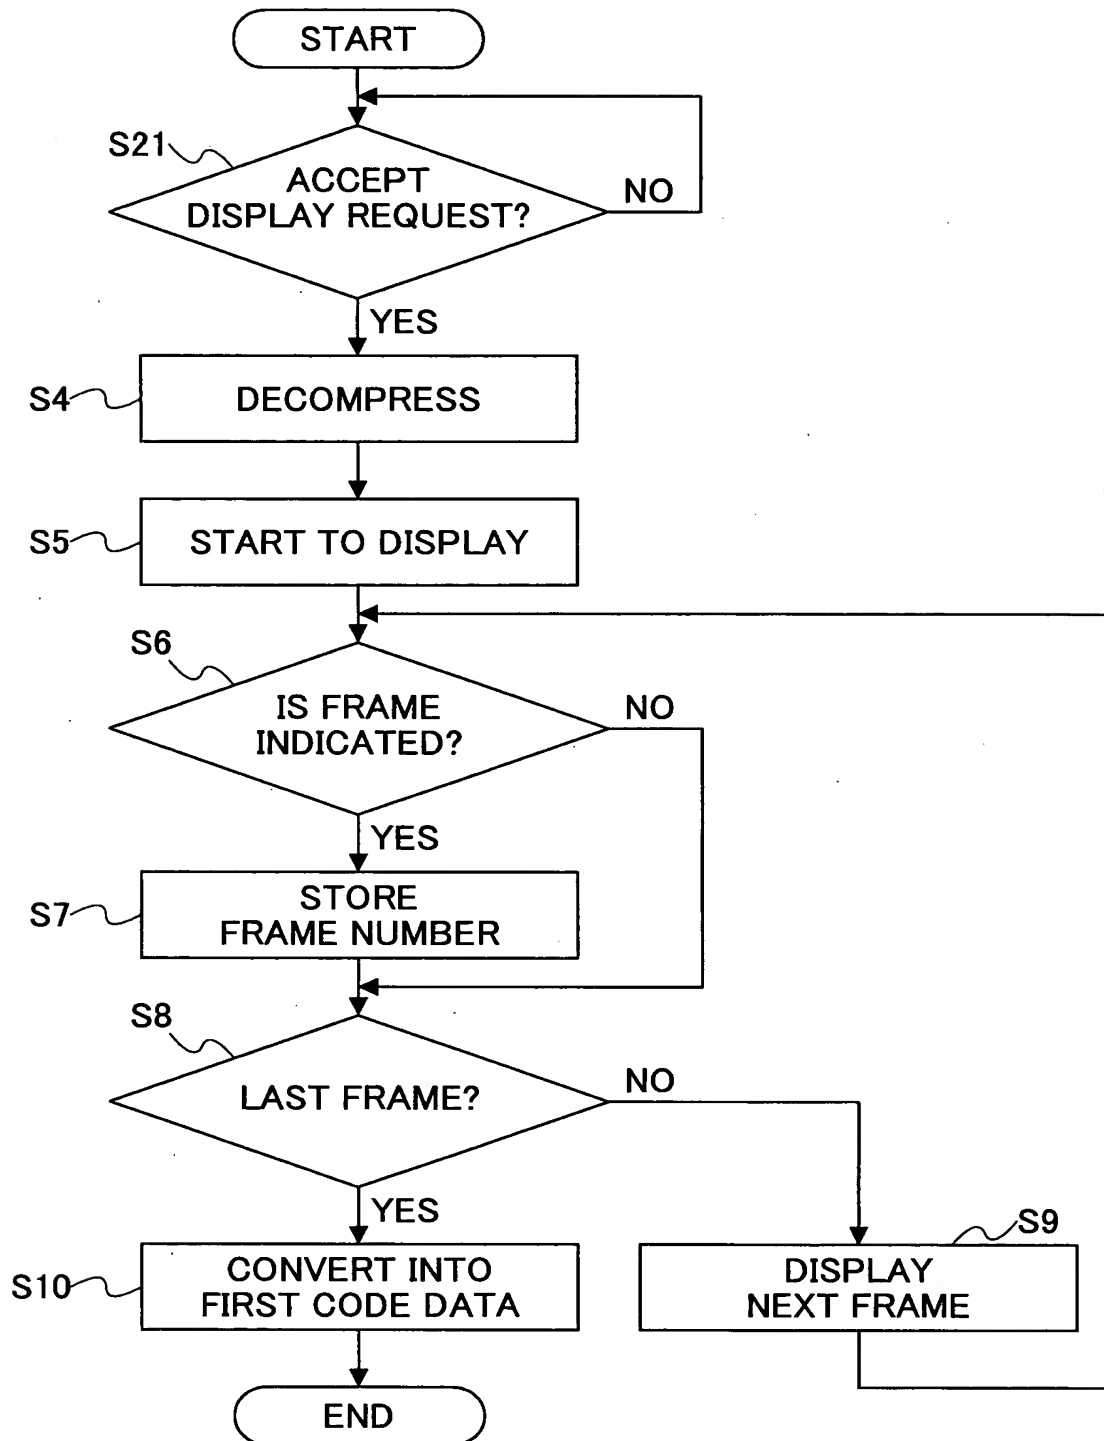 START
S21
ACCEPT
DISPLAY REQUEST?
NO
YES
S4
DECOMPRESS
S5
START TO DISPLAY
S6
IS FRAME
INDICATED?
NO
YES
S7
STORE
FRAME NUMBER
S8
LAST FRAME?
NO
YES
S10
CONVERT INTO
FIRST CODE DATA
S9
DISPLAY
NEXT FRAME
END